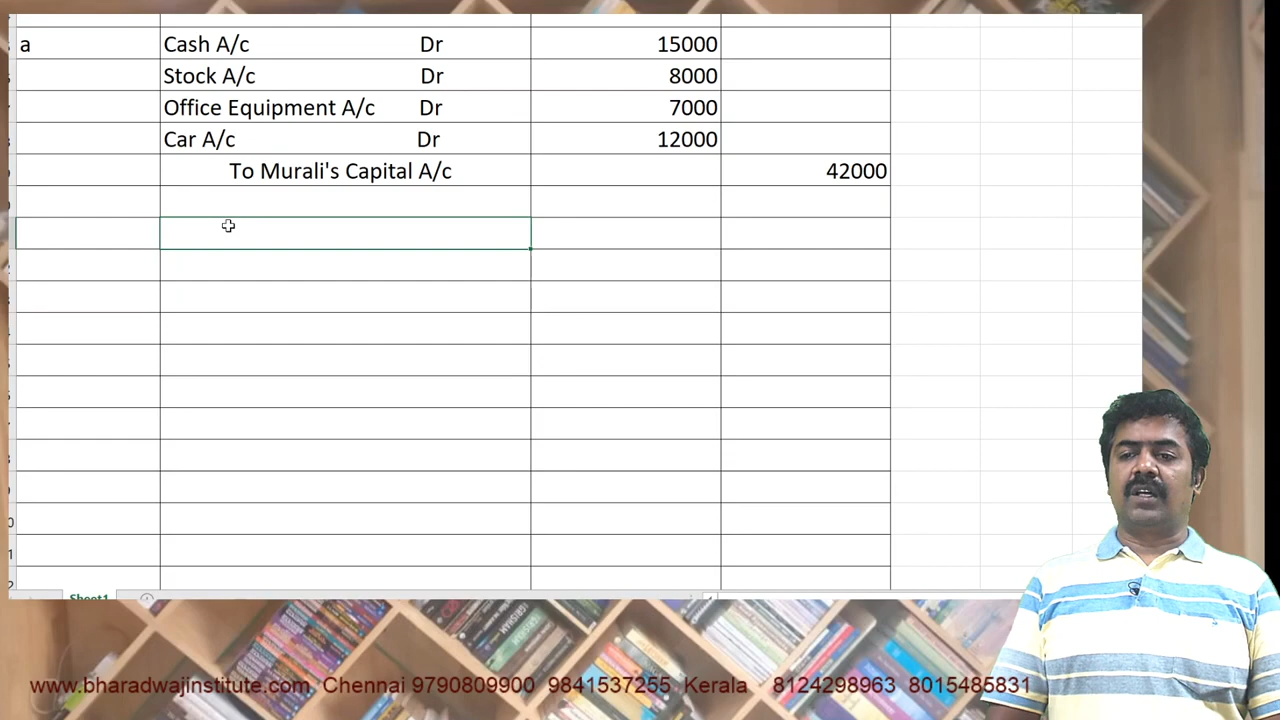 a Cash A/c Dr 15000
Stock A/c Dr 8000
Office Equipment A/c Dr 7000
Car A/c Dr 12000
To Murali's Capital A/c 42000
Sheet1
www.bharadwajinstitute.com Chennai 9790809900 9841537255 Kerala 8124298963 8015485831